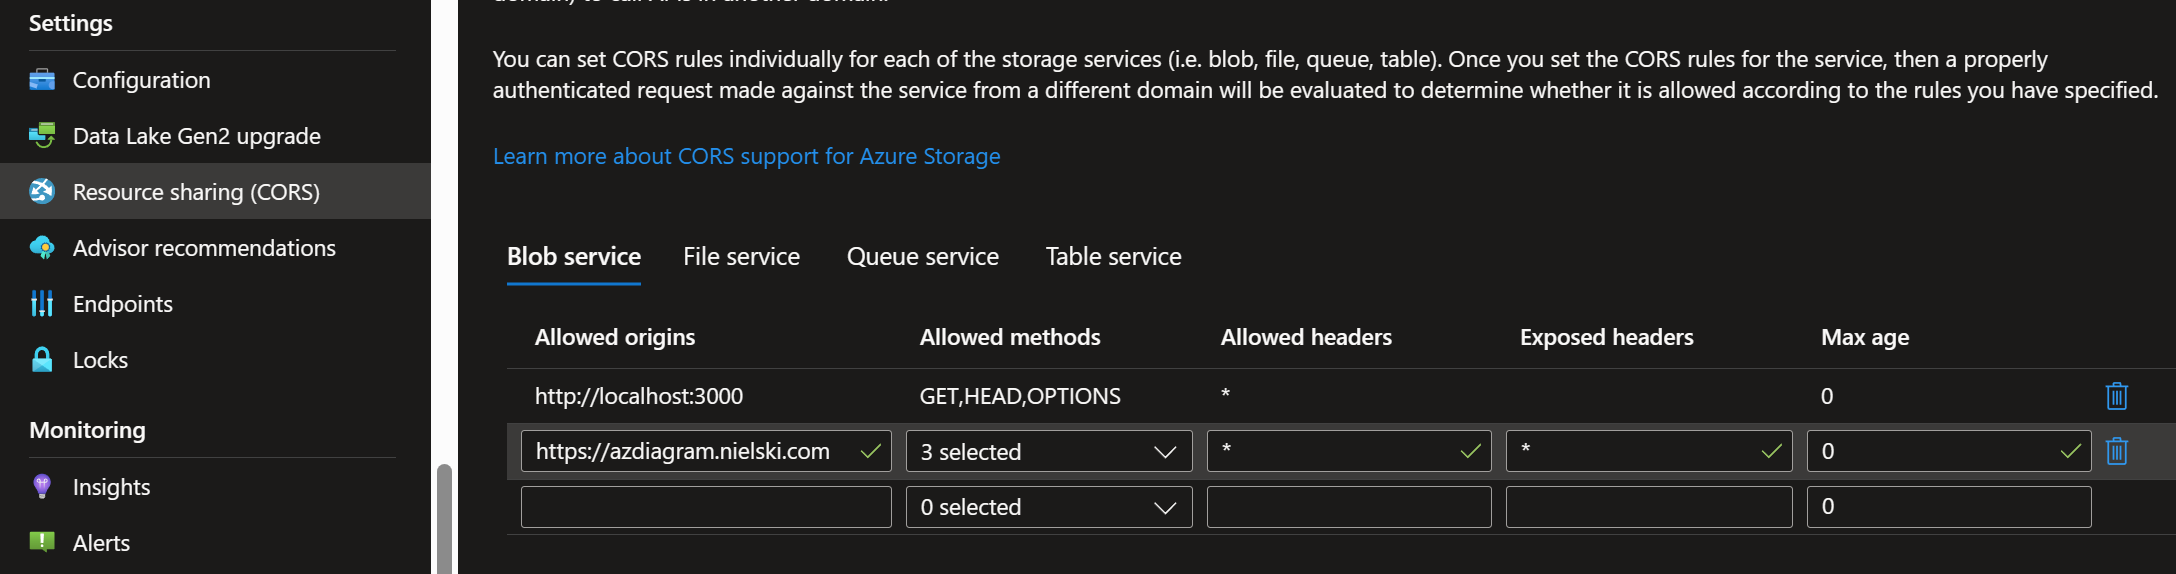 Settings
Configuration
Data Lake Gen2 upgrade
Resource sharing (CORS)
Advisor recommendations
Endpoints
Locks
Monitoring
Insights
Alerts
You can set CORS rules individually for each of the storage services (i.e. blob, file, queue, table). Once you set the CORS rules for the service, then a properly
authenticated request made against the service from a different domain will be evaluated to determine whether it is allowed according to the rules you have specified.
Learn more about CORS support for Azure Storage
Blob service File service Queue service Table service
Allowed origins Allowed methods Allowed headers Exposed headers Max age
http://localhost:3000 GET,HEAD,OPTIONS * 0
https://azdiagram.nielski.com 3 selected * * 0
0 selected 0